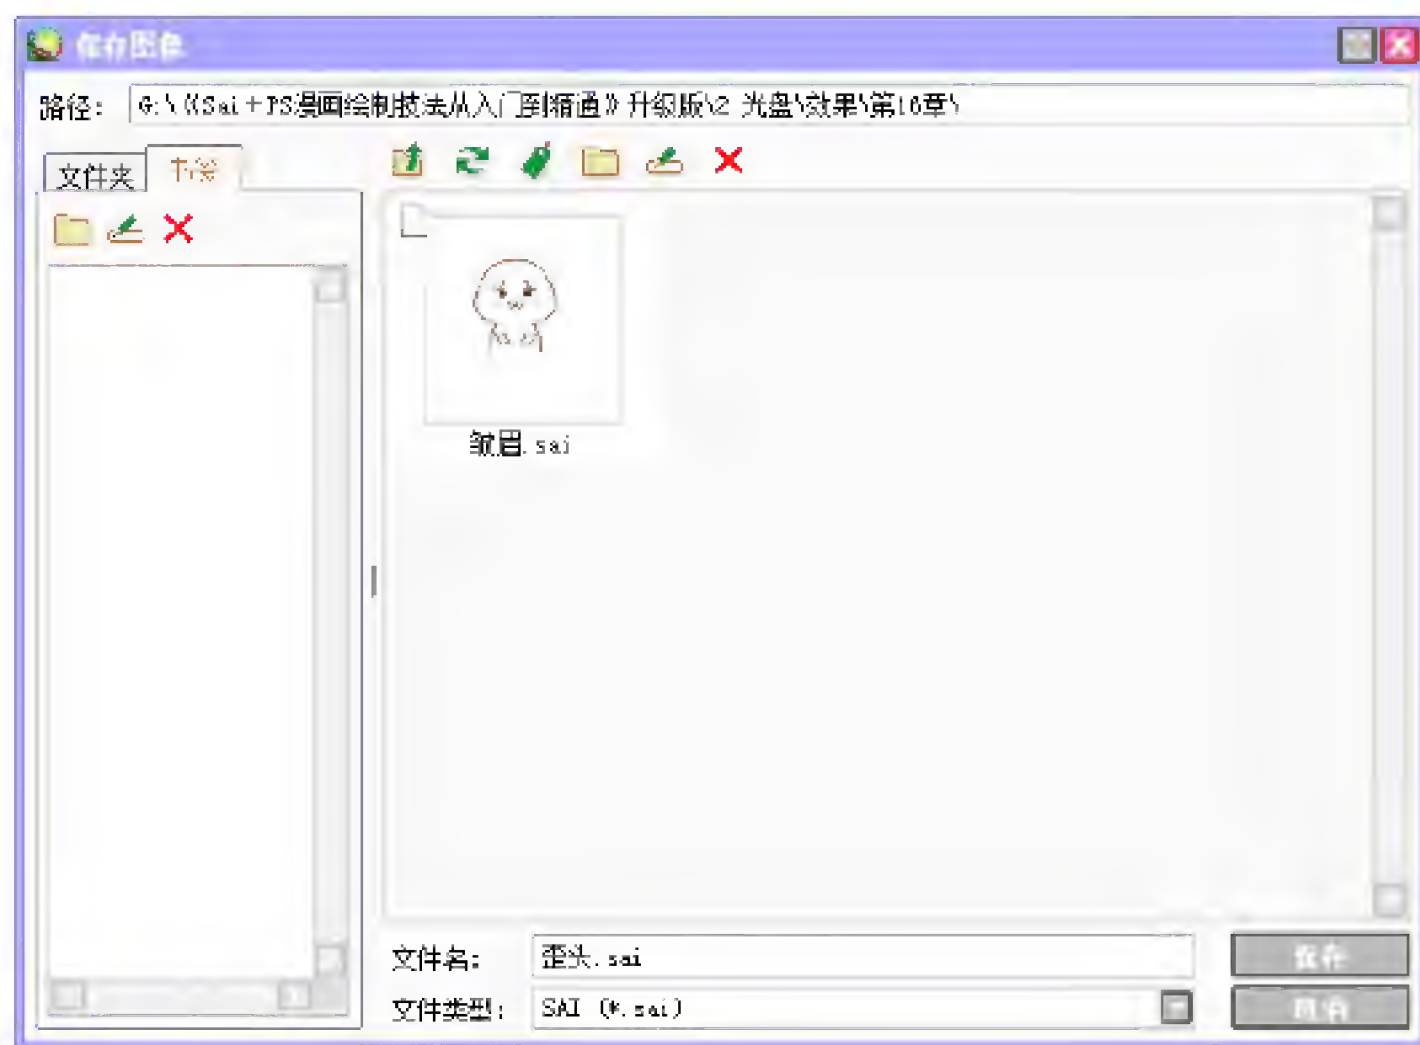 保存图像
路径： G:\《Sai+PS漫画绘制技法从入门到精通》升级版\2 光盘\效果\第16章\
文件夹 书签
皱眉.sai
文件名： 歪头.sai 保存
文件类型： SAI (*.sai) 取消